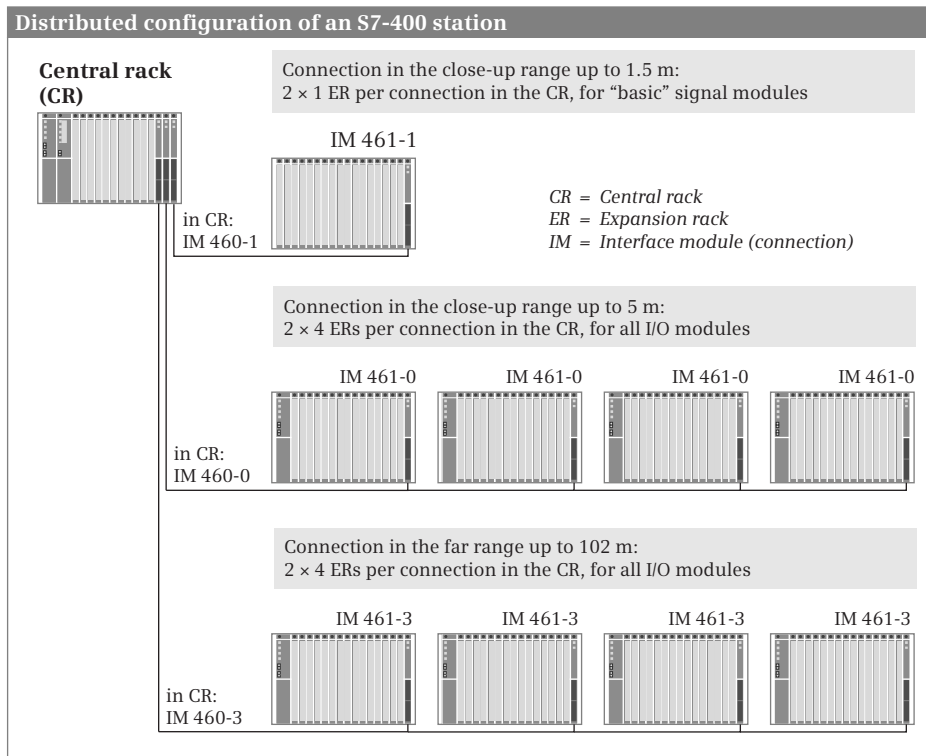 Distributed configuration of an S7-400 station
Central rack
(CR)
Connection in the close-up range up to 1.5 m:
2 × 1 ER per connection in the CR, for “basic” signal modules
IM 461-1
CR = Central rack
ER = Expansion rack
IM = Interface module (connection)
in CR:
IM 460-1
Connection in the close-up range up to 5 m:
2 × 4 ERs per connection in the CR, for all I/O modules
IM 461-0 IM 461-0 IM 461-0 IM 461-0
in CR:
IM 460-0
Connection in the far range up to 102 m:
2 × 4 ERs per connection in the CR, for all I/O modules
IM 461-3 IM 461-3 IM 461-3 IM 461-3
in CR:
IM 460-3